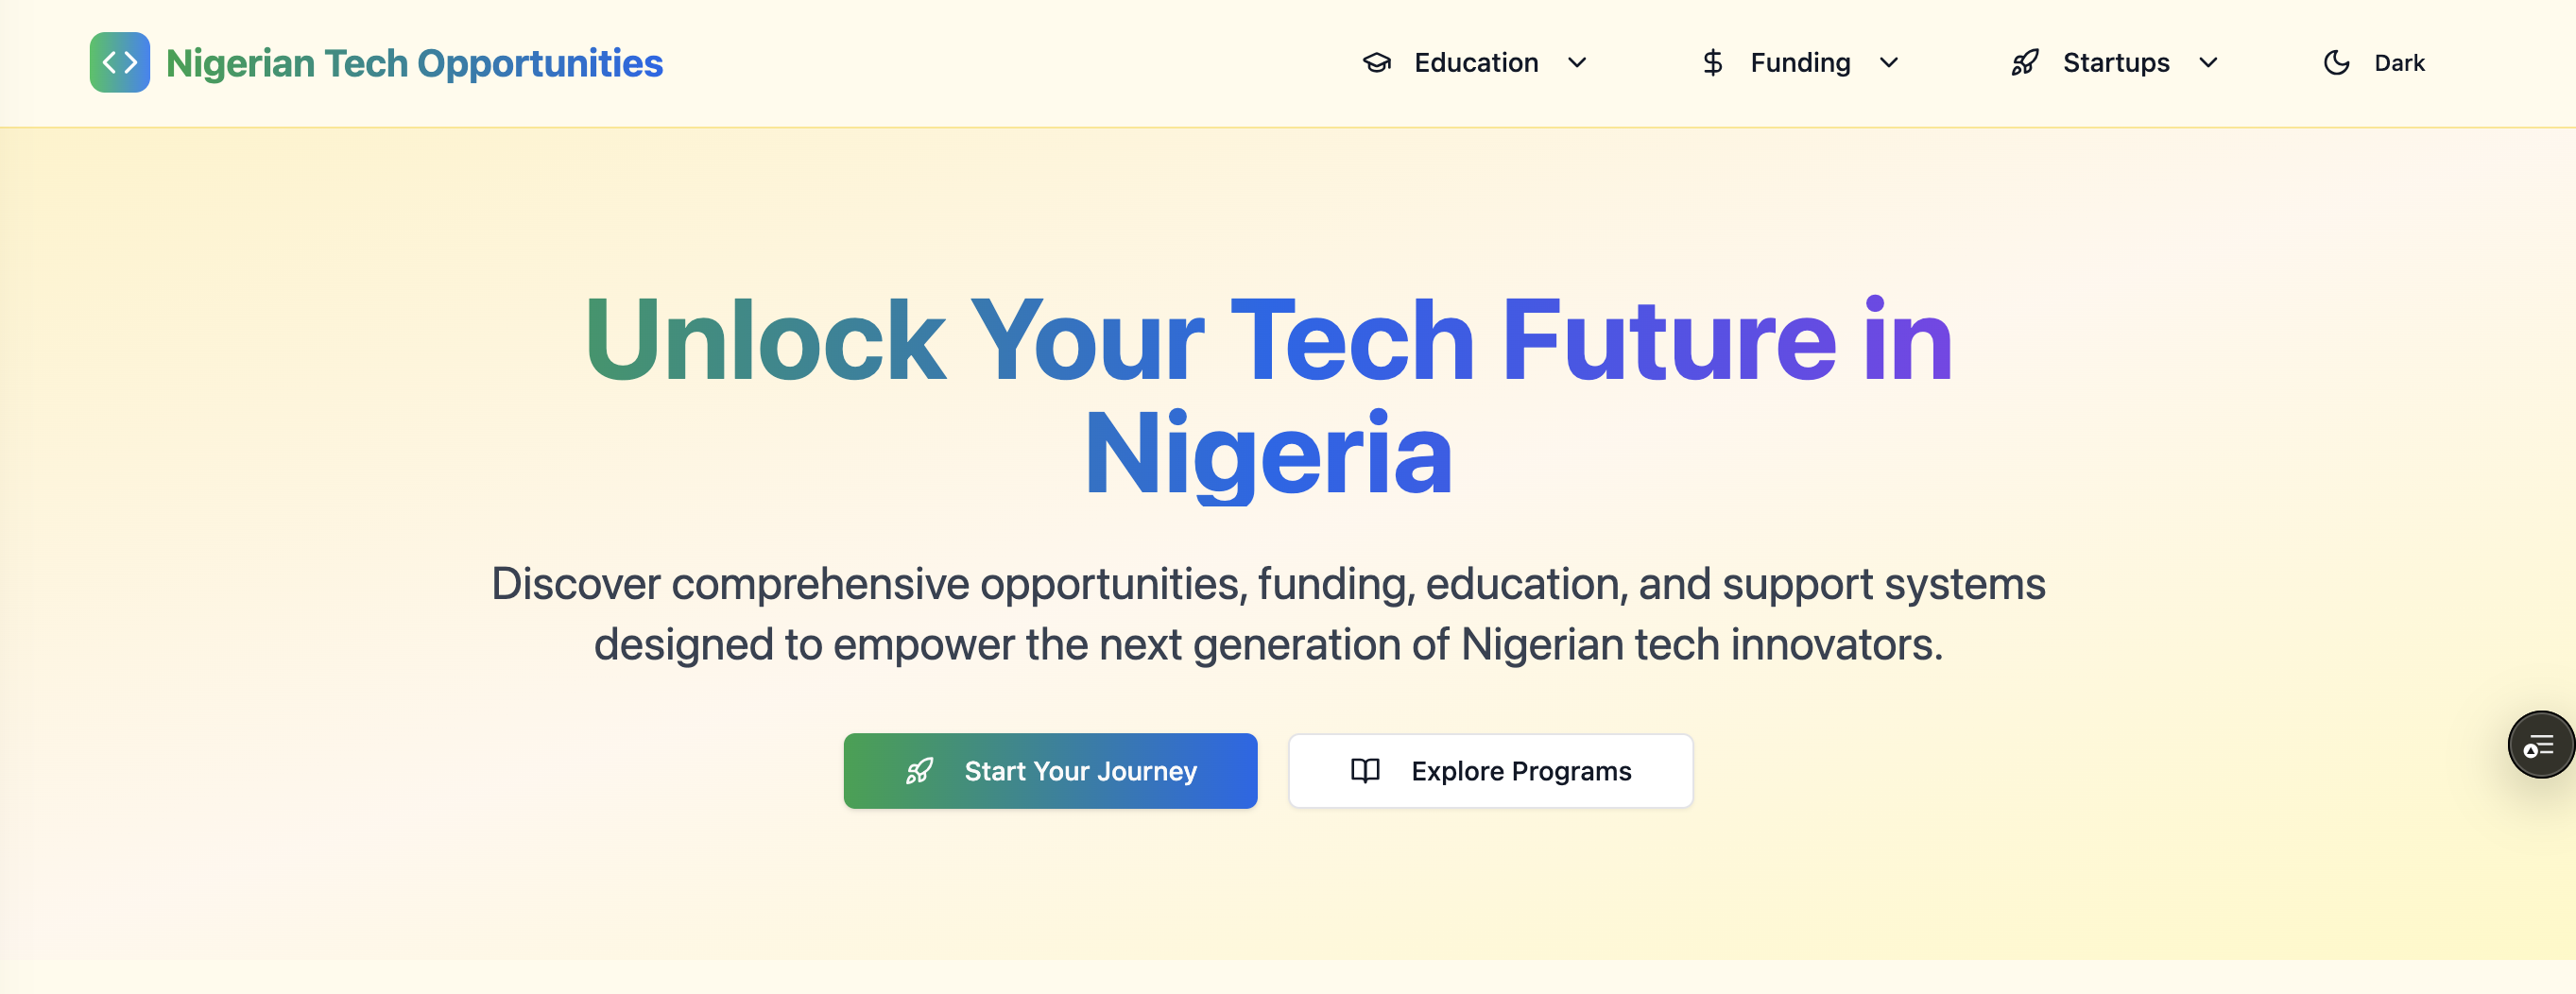 Nigerian Tech Opportunities
Education
Funding
Startups
Dark
Unlock Your Tech Future in
Nigeria
Discover comprehensive opportunities, funding, education, and support systems
designed to empower the next generation of Nigerian tech innovators.
Start Your Journey
Explore Programs